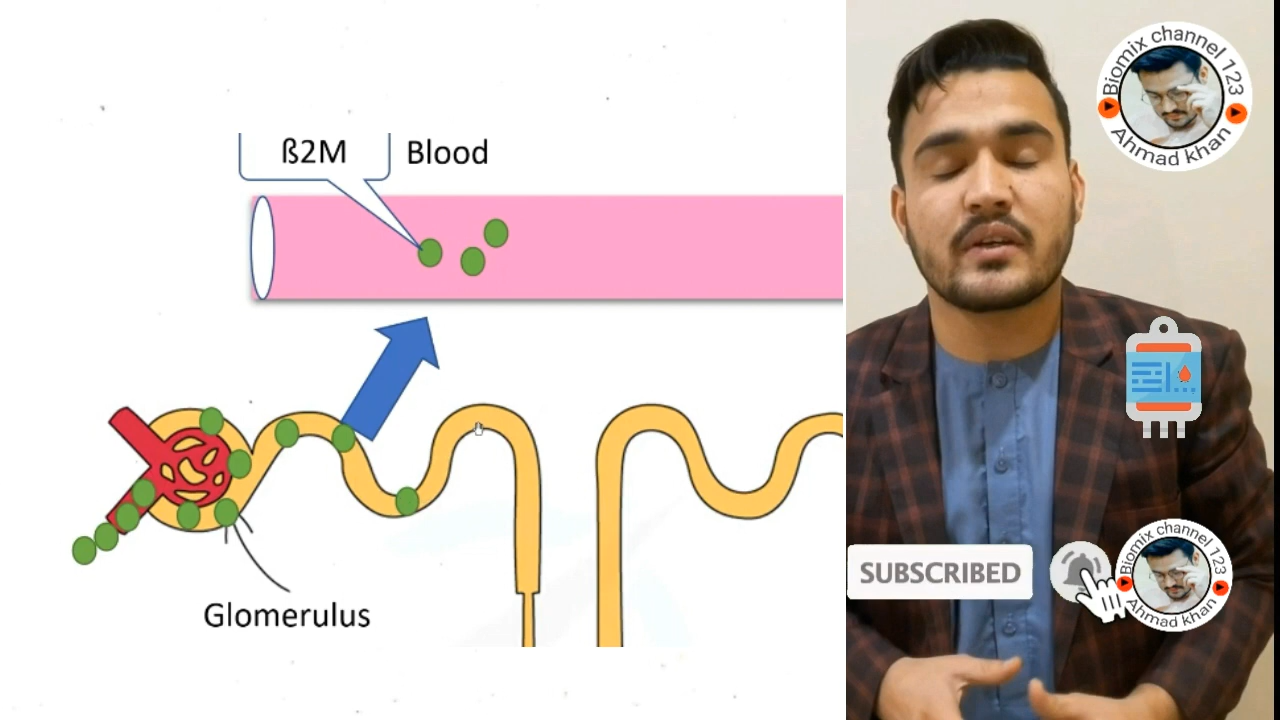 ß2M
Blood
Glomerulus
Biomix channel 123
Ahmad khan
SUBSCRIBED
Biomix channel 123
Ahmad khan